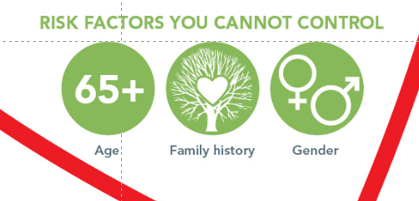 RISK FACTORS YOU CANNOT CONTROL
65+
Age
Family history
Gender